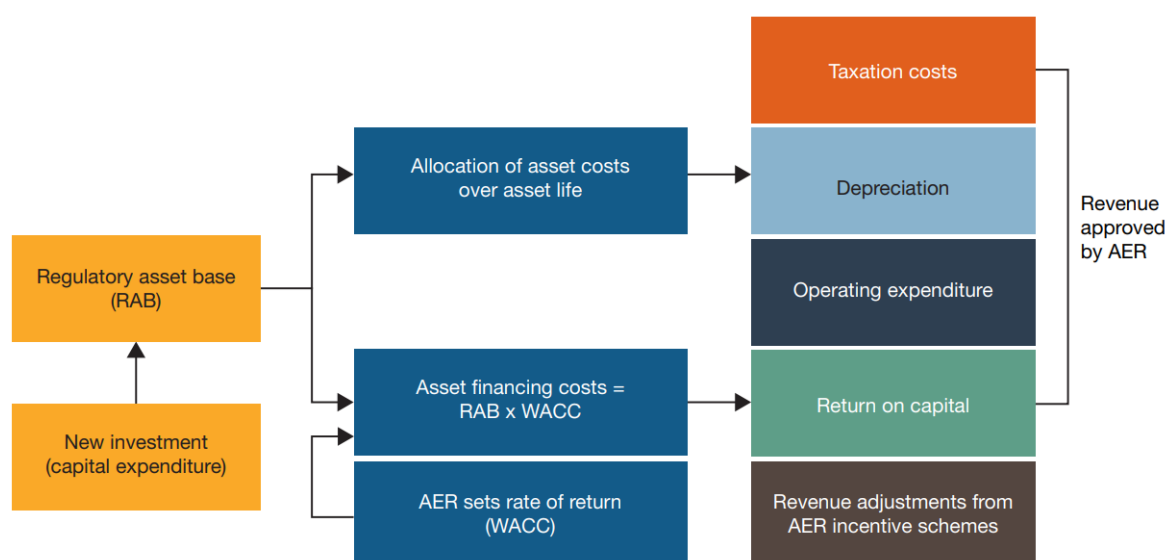 Taxation costs
Allocation of asset costs
over asset life
Depreciation
Revenue
approved
by AER
Regulatory asset base
(RAB)
Operating expenditure
Asset financing costs =
RAB x WACC
Return on capital
New investment
(capital expenditure)
AER sets rate of return
(WACC)
Revenue adjustments from
AER incentive schemes